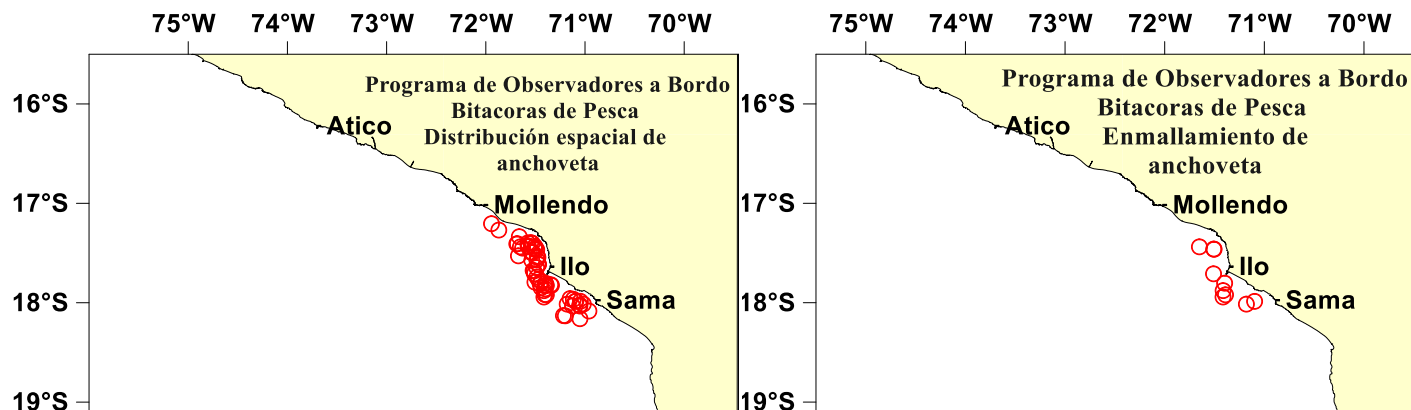 75°W 74°W 73°W 72°W 71°W 70°W
16°S
17°S
18°S
19°S
Programa de Observadores a Bordo
Bitacoras de Pesca
Distribución espacial de
anchoveta
Atico
Mollendo
Ilo
Sama
75°W 74°W 73°W 72°W 71°W 70°W
16°S
17°S
18°S
19°S
Programa de Observadores a Bordo
Bitacoras de Pesca
Enmallamiento de
anchoveta
Atico
Mollendo
Ilo
Sama